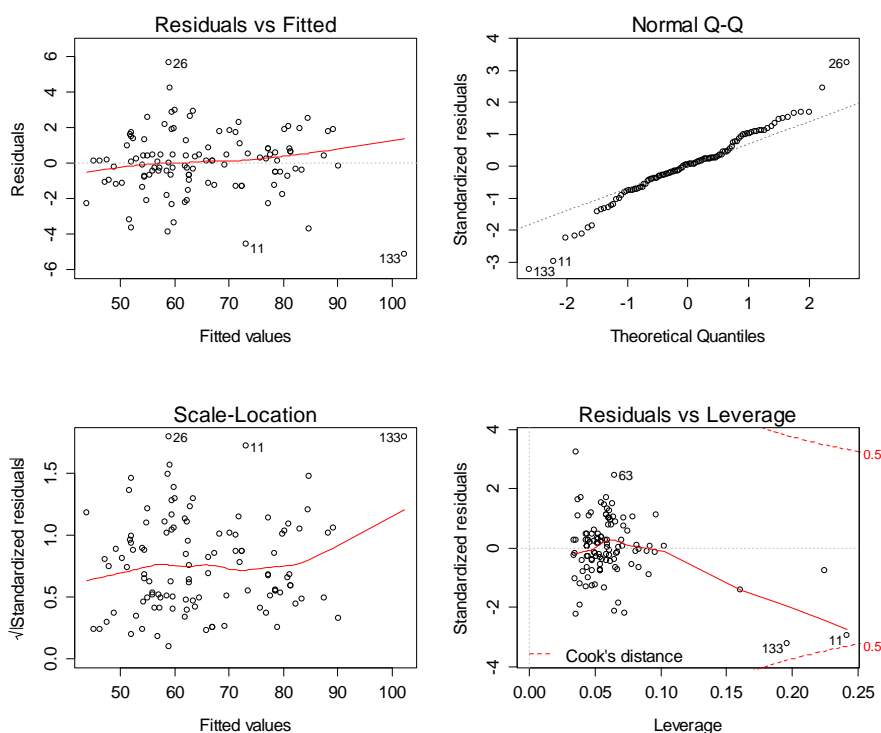 Residuals vs Fitted
Residuals
6
4
2
0
-2
-4
-6
26
11
133
50 60 70 80 90 100
Fitted values
Normal Q-Q
Standardized residuals
4
3
2
1
0
-1
-2
-3
26
11
133
-2 -1 0 1 2
Theoretical Quantiles
Scale-Location
√|Standardized residuals|
1.5
1.0
0.5
0.0
26
11
133
50 60 70 80 90 100
Fitted values
Residuals vs Leverage
Standardized residuals
4
2
0
-2
-4
63
0.5
133
11
0.5
Cook's distance
0.00 0.05 0.10 0.15 0.20 0.25
Leverage